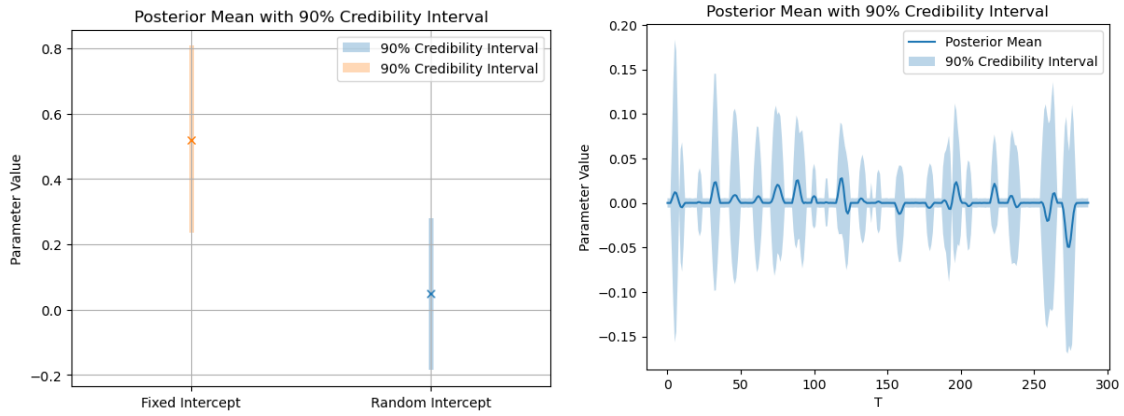 Posterior Mean with 90% Credibility Interval
Parameter Value
0.8
0.6
0.4
0.2
0.0
−0.2
90% Credibility Interval
90% Credibility Interval
Fixed Intercept
Random Intercept
Posterior Mean with 90% Credibility Interval
Parameter Value
0.20
0.15
0.10
0.05
0.00
−0.05
−0.10
−0.15
Posterior Mean
90% Credibility Interval
0
50
100
150
200
250
300
T